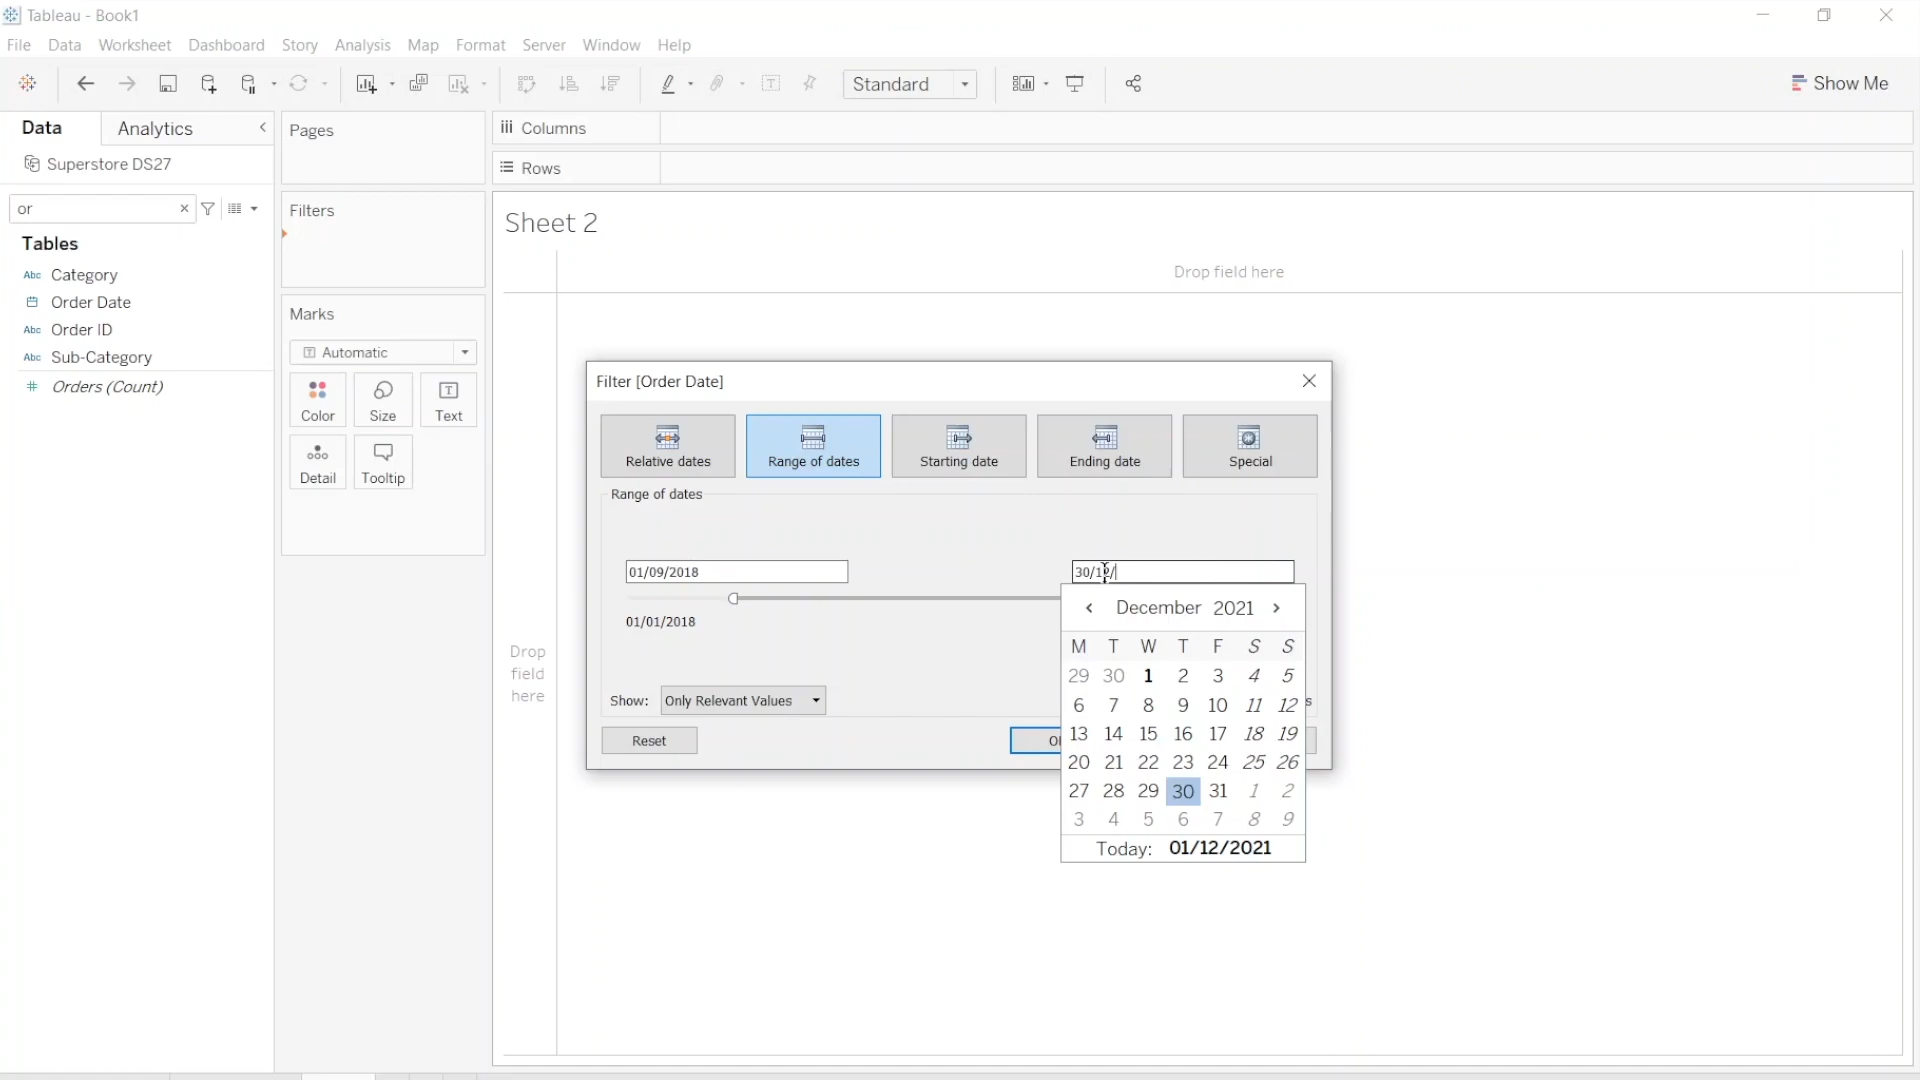 Tableau - Book1
File Data Worksheet Dashboard Story Analysis Map Format Server Window Help
Standard
Show Me
Data
Analytics
Superstore DS27
or
Tables
Abc Category
Order Date
Abc Order ID
Abc Sub-Category
# Orders (Count)
Pages
Filters
Marks
Automatic
Color
Size
Text
Detail
Tooltip
Columns
Rows
Sheet 2
Drop field here
Drop
field
here
Filter [Order Date]
Relative dates
Range of dates
Starting date
Ending date
Special
Range of dates
01/09/2018
30/12/
01/01/2018
Show: Only Relevant Values
Reset
December 2021
M T W T F S S
29 30 1 2 3 4 5
6 7 8 9 10 11 12
13 14 15 16 17 18 19
20 21 22 23 24 25 26
27 28 29 30 31 1 2
3 4 5 6 7 8 9
Today: 01/12/2021